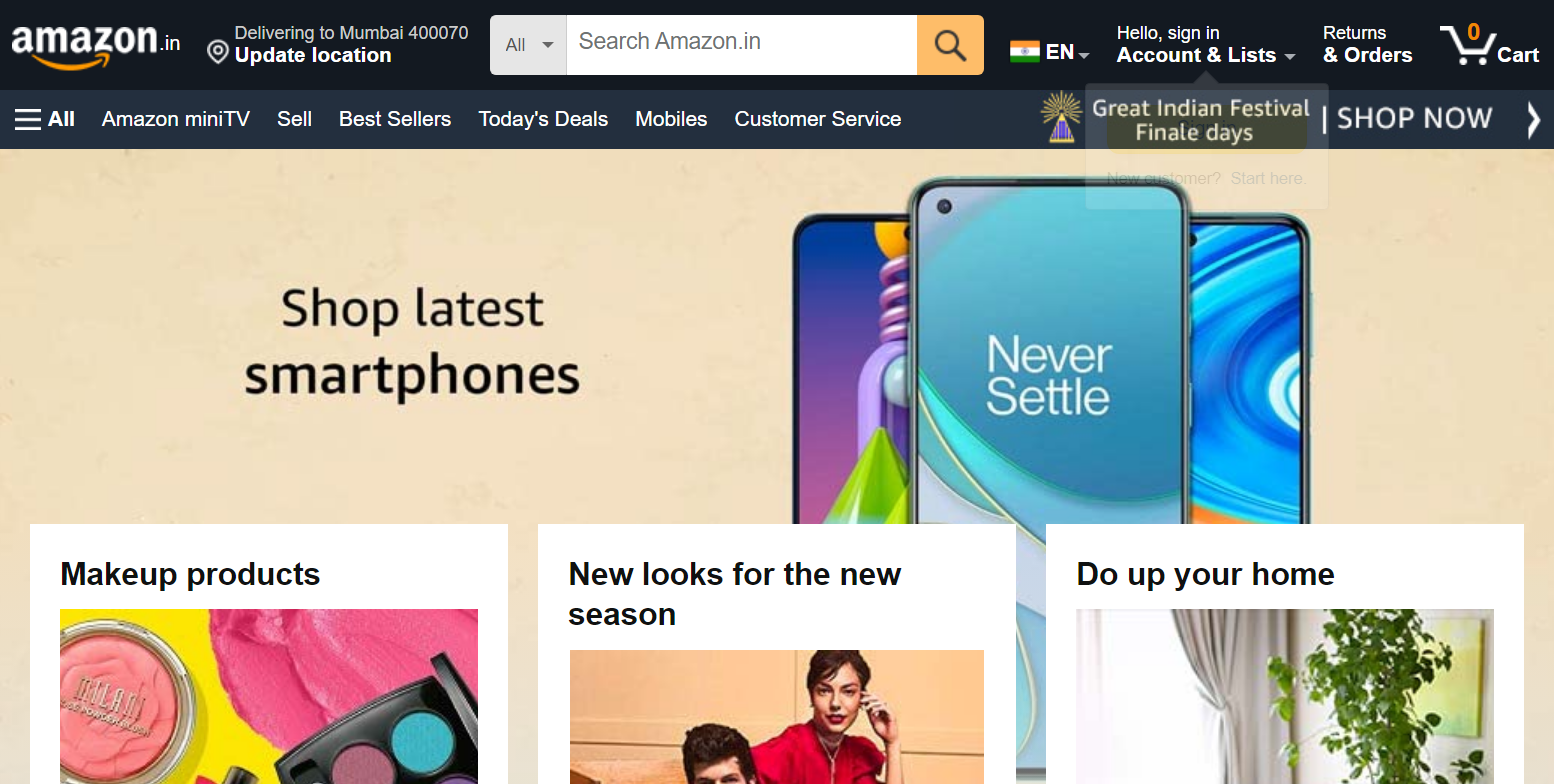 amazon.in
Delivering to Mumbai 400070
Update location
All
Search Amazon.in
EN
Hello, sign in
Account & Lists
Returns
& Orders
0
Cart
All
Amazon miniTV
Sell
Best Sellers
Today's Deals
Mobiles
Customer Service
Great Indian Festival
Finale days
| SHOP NOW
New customer? Start here.
Shop latest
smartphones
Never
Settle
Makeup products
New looks for the new
season
Do up your home
MILANI